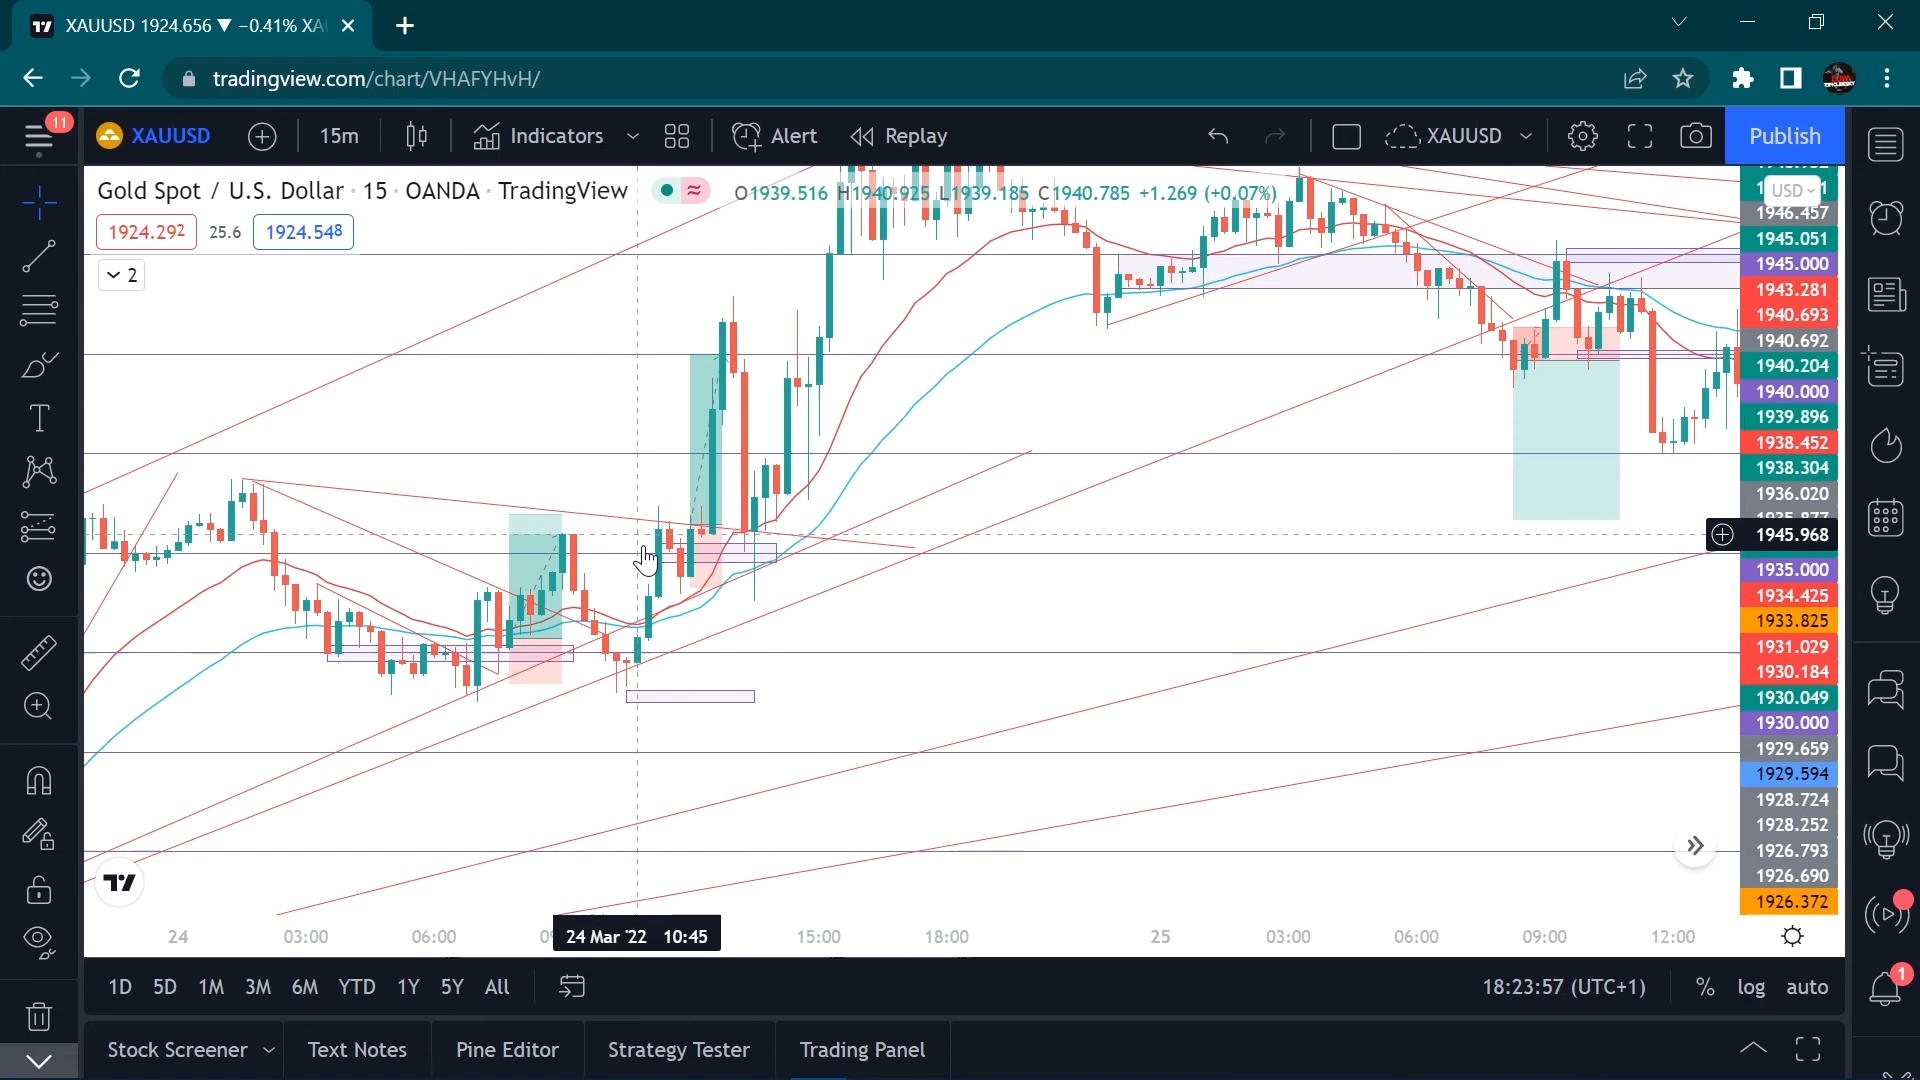 XAUUSD 1924.656 ▼ −0.41% XAU
tradingview.com/chart/VHAFYHvH/
11
XAUUSD
15m
Indicators
Alert
Replay
XAUUSD
Publish
Gold Spot / U.S. Dollar · 15 · OANDA · TradingView
O1939.516 H1940.925 L1939.185 C1940.785 +1.269 (+0.07%)
1924.292 25.6 1924.548
2
USD
1946.457
1945.051
1945.000
1943.281
1940.693
1940.692
1940.204
1940.000
1939.896
1938.452
1938.304
1936.020
1945.968
1935.000
1934.425
1933.825
1931.029
1930.184
1930.049
1930.000
1929.659
1929.594
1928.724
1928.252
1926.793
1926.690
1926.372
24 03:00 06:00 24 Mar '22 10:45 15:00 18:00 25 03:00 06:00 09:00 12:00
1D 5D 1M 3M 6M YTD 1Y 5Y All
18:23:57 (UTC+1) % log auto
1
Stock Screener Text Notes Pine Editor Strategy Tester Trading Panel